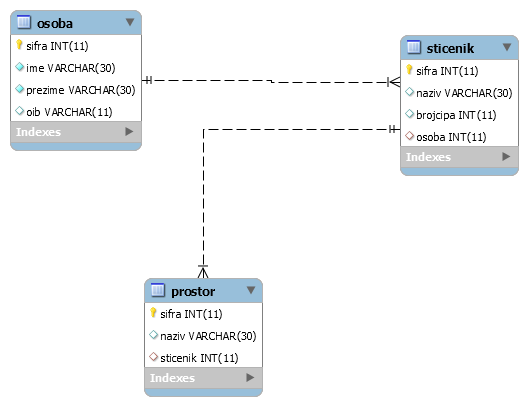 osoba
sifra INT(11)
ime VARCHAR(30)
prezime VARCHAR(30)
oib VARCHAR(11)
Indexes
sticenik
sifra INT(11)
naziv VARCHAR(30)
brojcipa INT(11)
osoba INT(11)
Indexes
prostor
sifra INT(11)
naziv VARCHAR(30)
sticenik INT(11)
Indexes